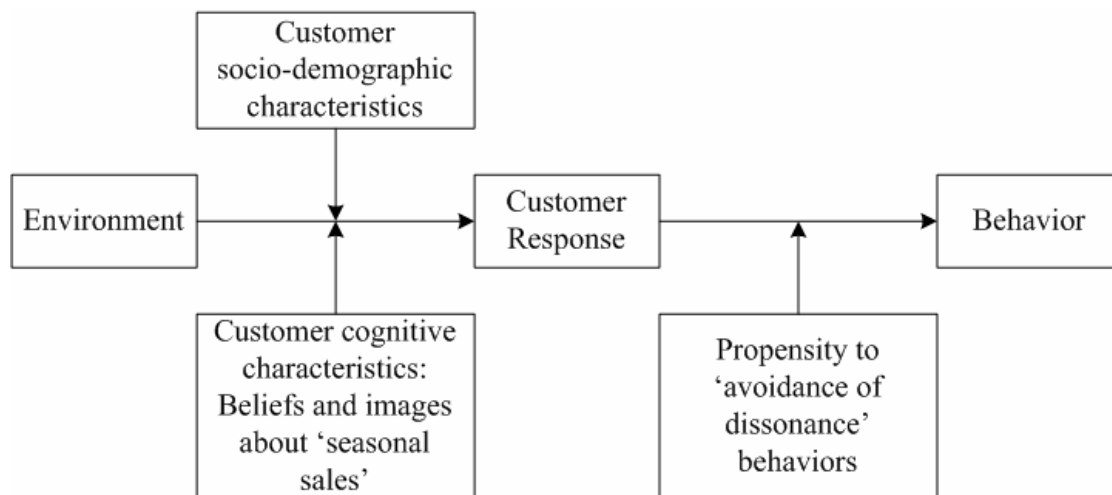 Customer
socio-demographic
characteristics
Environment
Customer
Response
Behavior
Customer cognitive
characteristics:
Beliefs and images
about ‘seasonal
sales’
Propensity to
‘avoidance of
dissonance’
behaviors